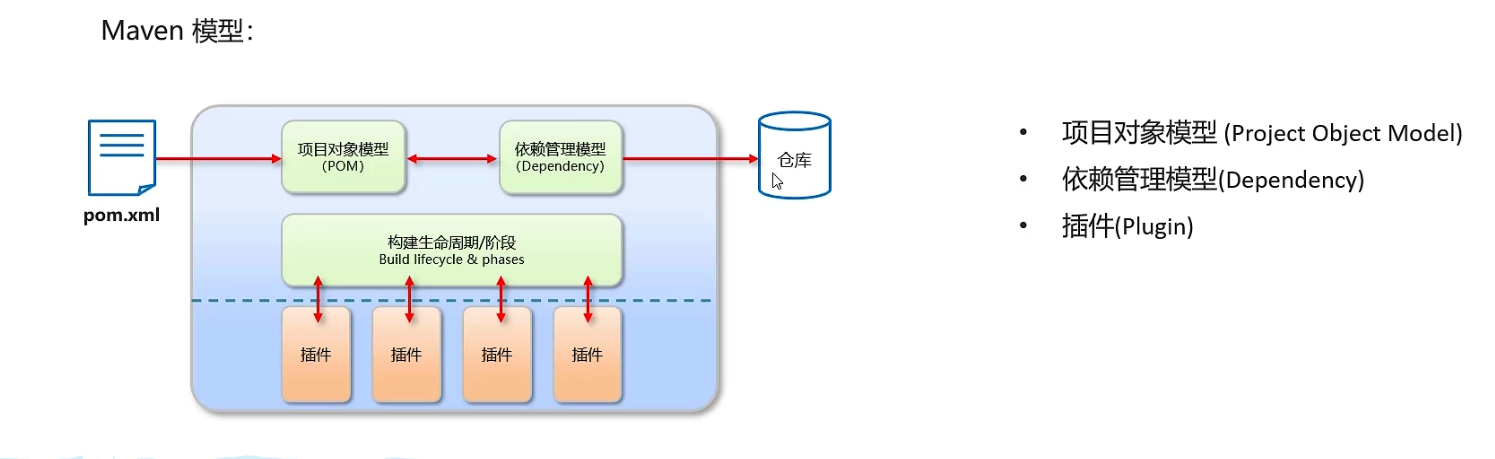 Maven 模型：
pom.xml
项目对象模型
(POM)
依赖管理模型
(Dependency)
仓库
构建生命周期/阶段
Build lifecycle & phases
插件
插件
插件
插件
• 项目对象模型 (Project Object Model)
• 依赖管理模型(Dependency)
• 插件(Plugin)